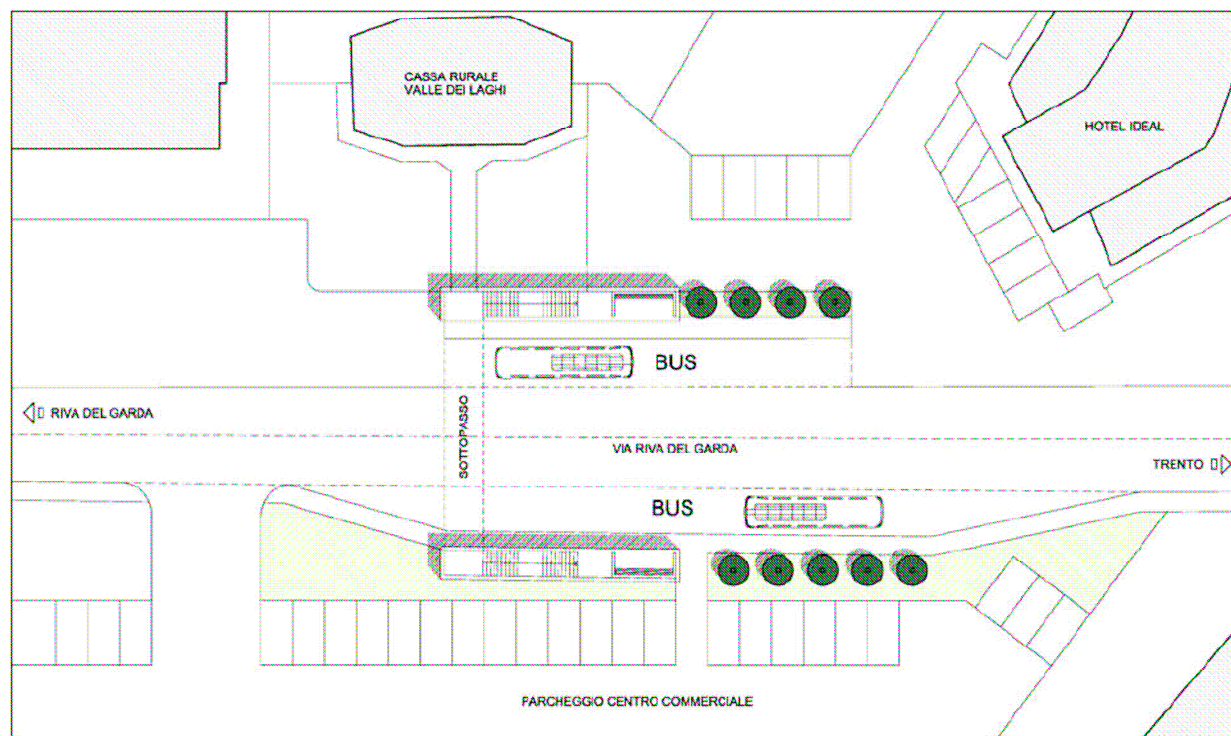 CASSA RURALE
VALLE DEI LAGHI
HOTEL IDEAL
BUS
RIVA DEL GARDA
SOTTOPASSO
VIA RIVA DEL GARDA
TRENTO
BUS
PARCHEGGIO CENTRO COMMERCIALE